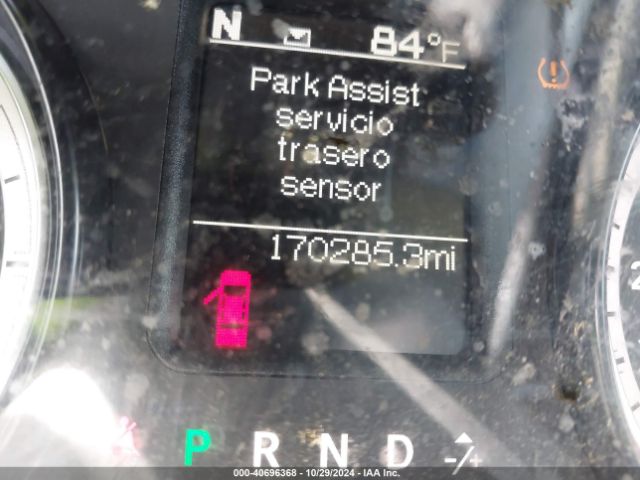 N 84°F
Park Assist
servicio
trasero
sensor
170285.3mi
P R N D -/+
000-40696368 - 10/29/2024 - IAA Inc.